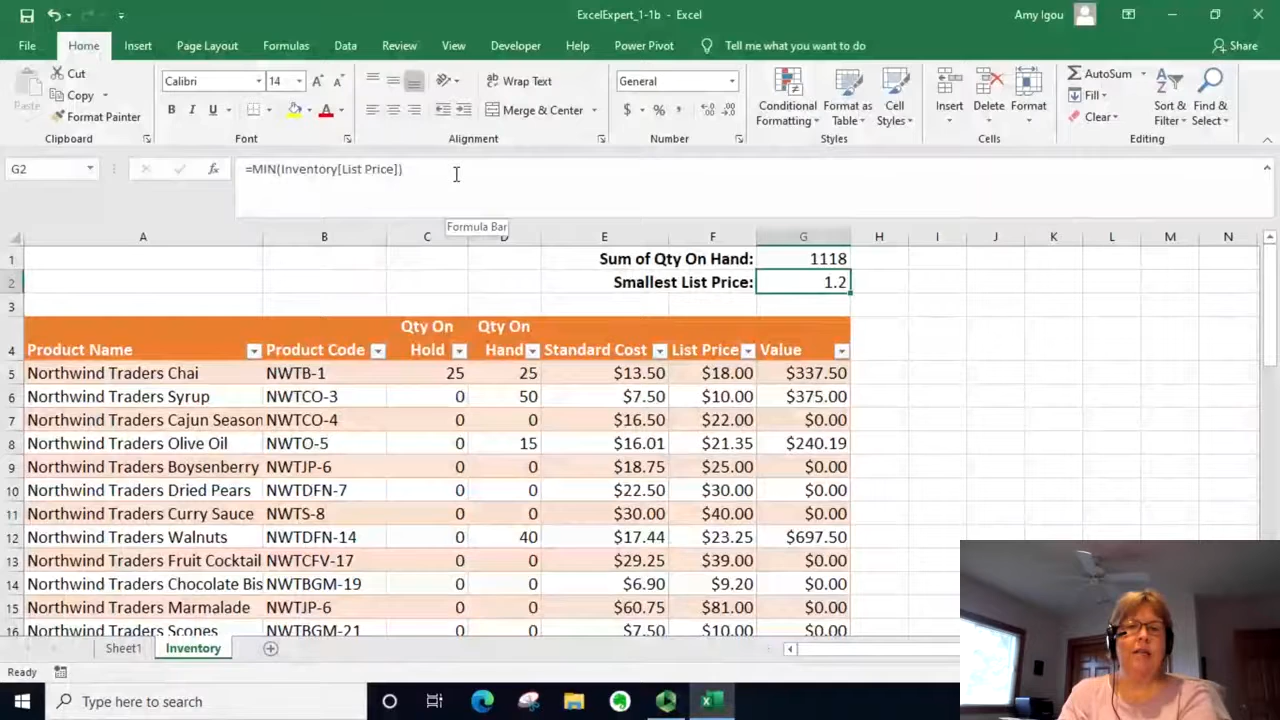 ExcelExpert_1-1b - Excel
Amy Igou
File Home Insert Page Layout Formulas Data Review View Developer Help Power Pivot Tell me what you want to do Share
Paste
Cut
Copy
Format Painter
Clipboard
Calibri 14
B I U
Font
Wrap Text
Merge & Center
Alignment
General
$ % ,
Number
Conditional Formatting
Format as Table
Cell Styles
Styles
Insert
Delete
Format
Cells
AutoSum
Fill
Clear
Sort & Filter
Find & Select
Editing
G2 fx =MIN(Inventory[List Price])
Formula Bar
A B C D E F G H I J K L M N
1 Sum of Qty On Hand: 1118
2 Smallest List Price: 1.2
3
4 Product Name Product Code Qty On Hold Qty On Hand Standard Cost List Price Value
5 Northwind Traders Chai NWTB-1 25 25 $13.50 $18.00 $337.50
6 Northwind Traders Syrup NWTCO-3 0 50 $7.50 $10.00 $375.00
7 Northwind Traders Cajun Season NWTCO-4 0 0 $16.50 $22.00 $0.00
8 Northwind Traders Olive Oil NWTO-5 0 15 $16.01 $21.35 $240.19
9 Northwind Traders Boysenberry NWTJP-6 0 0 $18.75 $25.00 $0.00
10 Northwind Traders Dried Pears NWTDFN-7 0 0 $22.50 $30.00 $0.00
11 Northwind Traders Curry Sauce NWTS-8 0 0 $30.00 $40.00 $0.00
12 Northwind Traders Walnuts NWTDFN-14 0 40 $17.44 $23.25 $697.50
13 Northwind Traders Fruit Cocktail NWTCFV-17 0 0 $29.25 $39.00 $0.00
14 Northwind Traders Chocolate Bis NWTBGM-19 0 0 $6.90 $9.20 $0.00
15 Northwind Traders Marmalade NWTJP-6 0 0 $60.75 $81.00 $0.00
16 Northwind Traders Scones NWTBGM-21 0 0 $7.50 $10.00 $0.00
Sheet1 Inventory
Ready
Type here to search